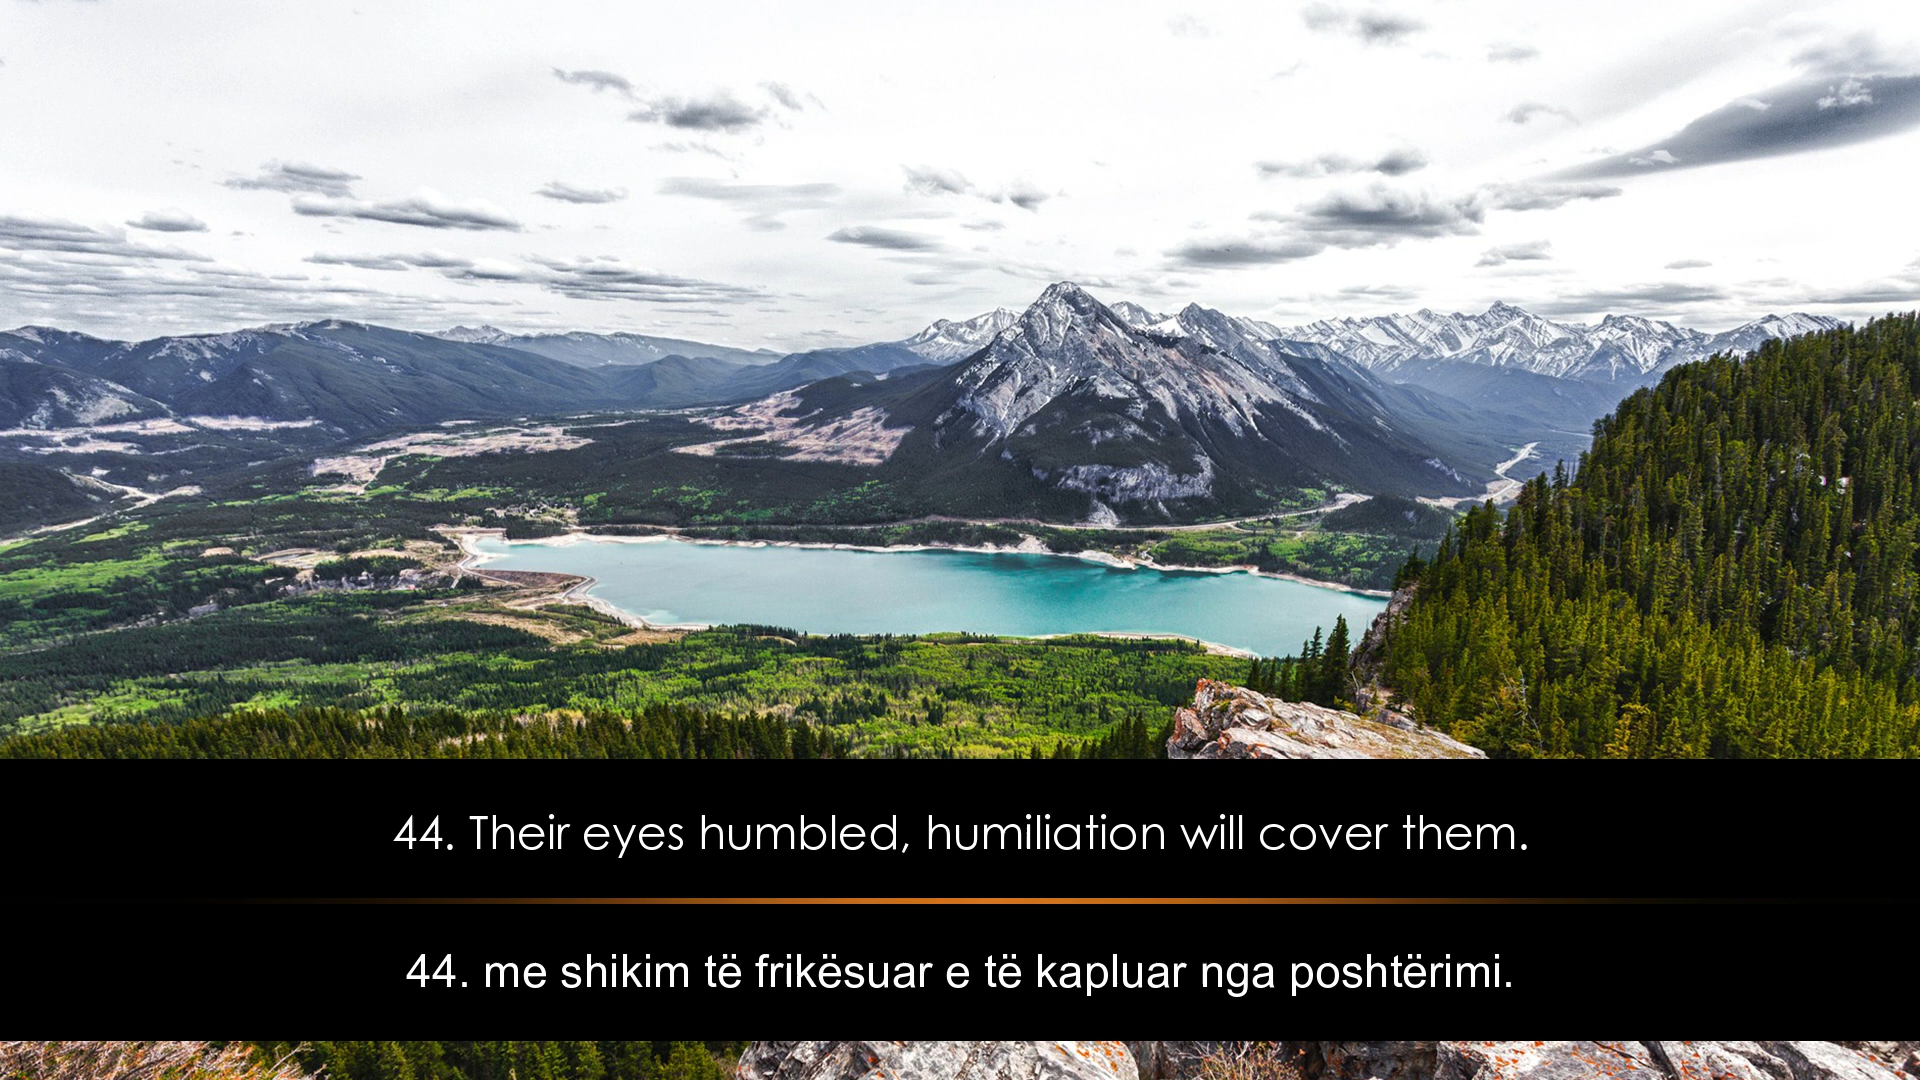 44. Their eyes humbled, humiliation will cover them.
44. me shikim të frikësuar e të kapluar nga poshtërimi.